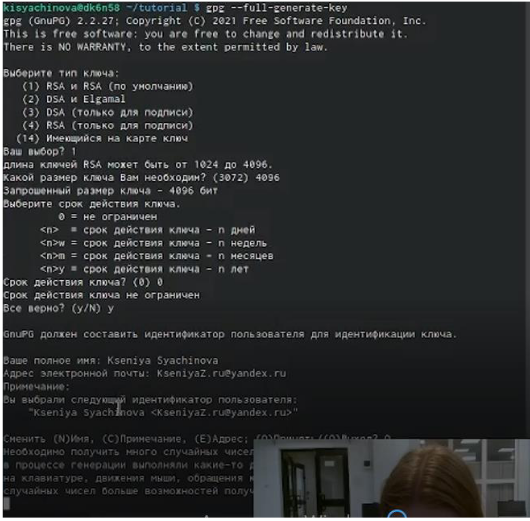 kisyachinova@dk6n58 ~/tutorial $ gpg --full-generate-key
gpg (GnuPG) 2.2.27; Copyright (C) 2021 Free Software Foundation, Inc.
This is free software: you are free to change and redistribute it.
There is NO WARRANTY, to the extent permitted by law.
Выберите тип ключа:
(1) RSA и RSA (по умолчанию)
(2) DSA и Elgamal
(3) DSA (только для подписи)
(4) RSA (только для подписи)
(14) Имеющийся на карте ключ
Ваш выбор? 1
длина ключей RSA может быть от 1024 до 4096.
Какой размер ключа Вам необходим? (3072) 4096
Запрошенный размер ключа - 4096 бит
Выберите срок действия ключа.
0 = не ограничен
<n> = срок действия ключа - n дней
<n>w = срок действия ключа - n недель
<n>m = срок действия ключа - n месяцев
<n>y = срок действия ключа - n лет
Срок действия ключа? (0) 0
Срок действия ключа не ограничен
Все верно? (y/N) y
GnuPG должен составить идентификатор пользователя для идентификации ключа.
Ваше полное имя: Kseniya Syachinova
Адрес электронной почты: KseniyaZ.ru@yandex.ru
Примечание:
Вы выбрали следующий идентификатор пользователя:
"Kseniya Syachinova <KseniyaZ.ru@yandex.ru>"
Сменить (N)Имя, (C)Примечание, (E)Адрес;
Необходимо получить много случайных чисел
в процессе генерации выполняли какие-то
на клавиатуре, движения мыши, обращения
случайных чисел больше возможностей